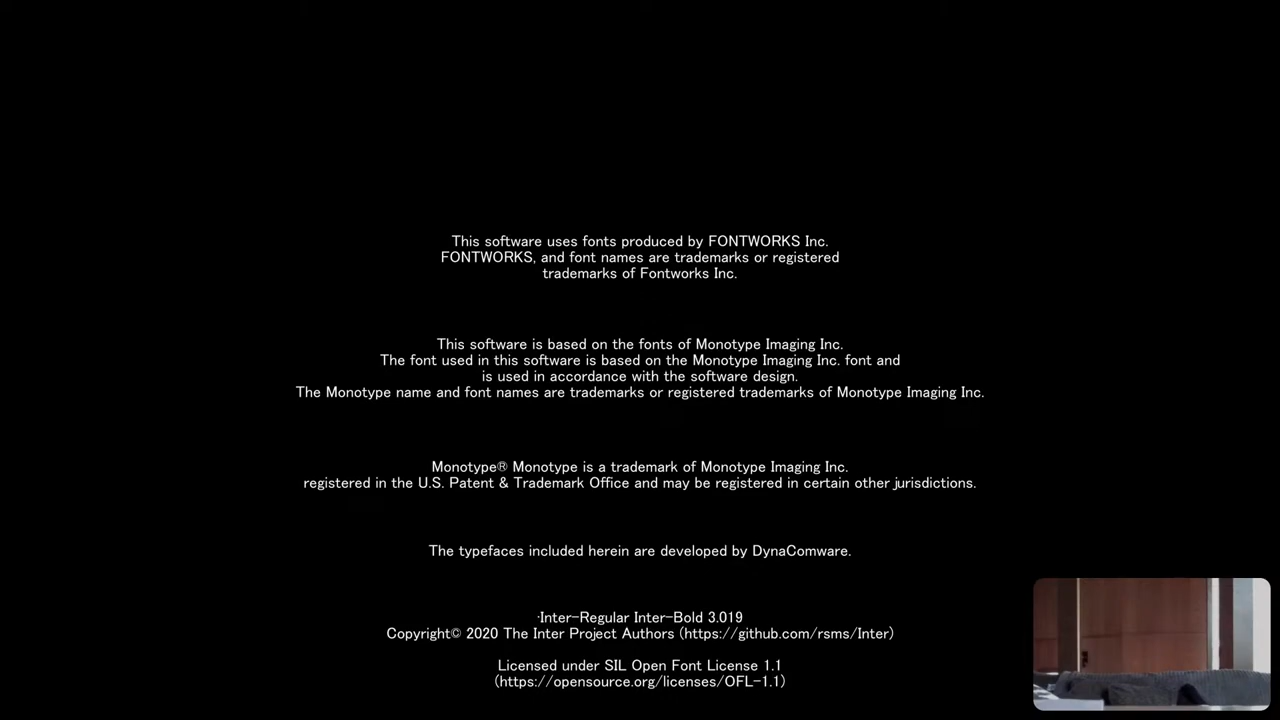 This software uses fonts produced by FONTWORKS Inc.
FONTWORKS, and font names are trademarks or registered
trademarks of Fontworks Inc.
This software is based on the fonts of Monotype Imaging Inc.
The font used in this software is based on the Monotype Imaging Inc. font and
is used in accordance with the software design.
The Monotype name and font names are trademarks or registered trademarks of Monotype Imaging Inc.
Monotype® Monotype is a trademark of Monotype Imaging Inc.
registered in the U.S. Patent & Trademark Office and may be registered in certain other jurisdictions.
The typefaces included herein are developed by DynaComware.
·Inter-Regular Inter-Bold 3.019
Copyright© 2020 The Inter Project Authors (https://github.com/rsms/Inter)
Licensed under SIL Open Font License 1.1
(https://opensource.org/licenses/OFL-1.1)